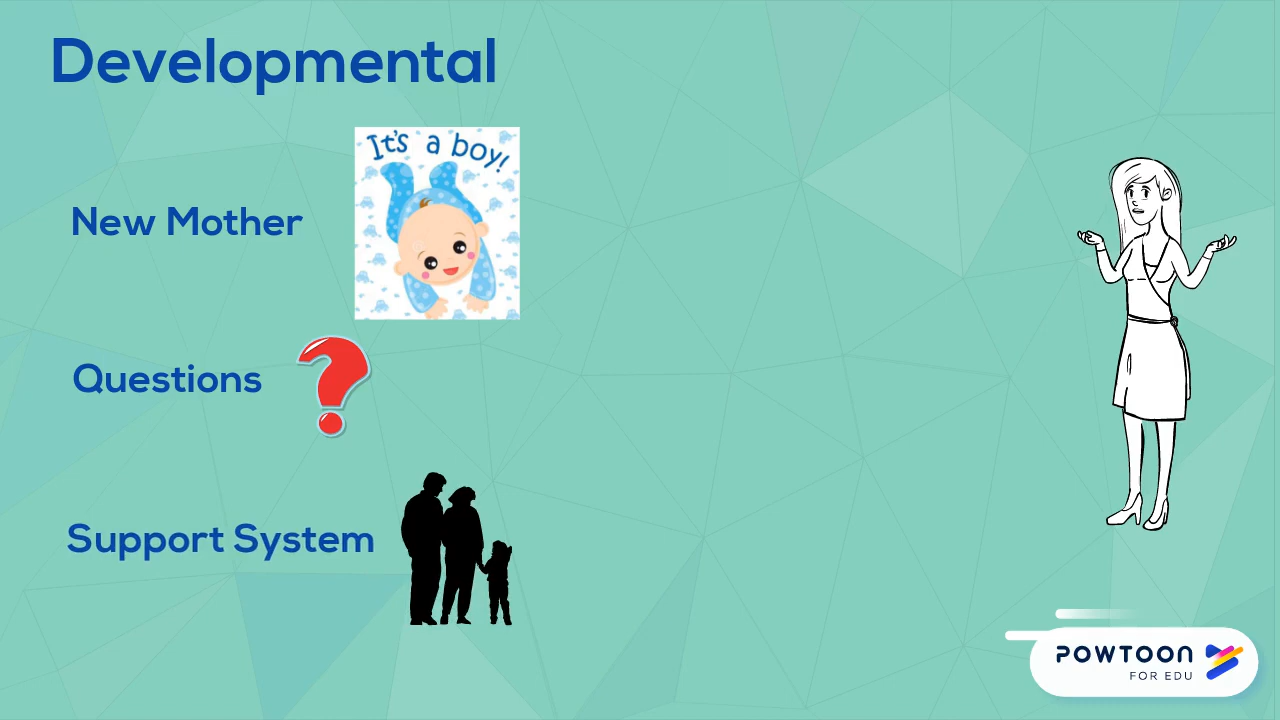 Developmental
It's a boy!
New Mother
Questions
Support System
POWTOON
FOR EDU